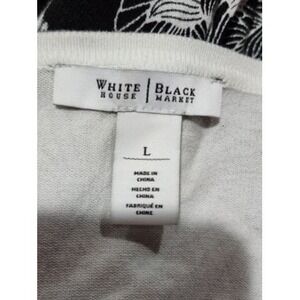 WHITE | BLACK
HOUSE | MARKET
L
MADE IN
CHINA
HECHO EN
CHINA
FABRIQUÉ EN
CHINE